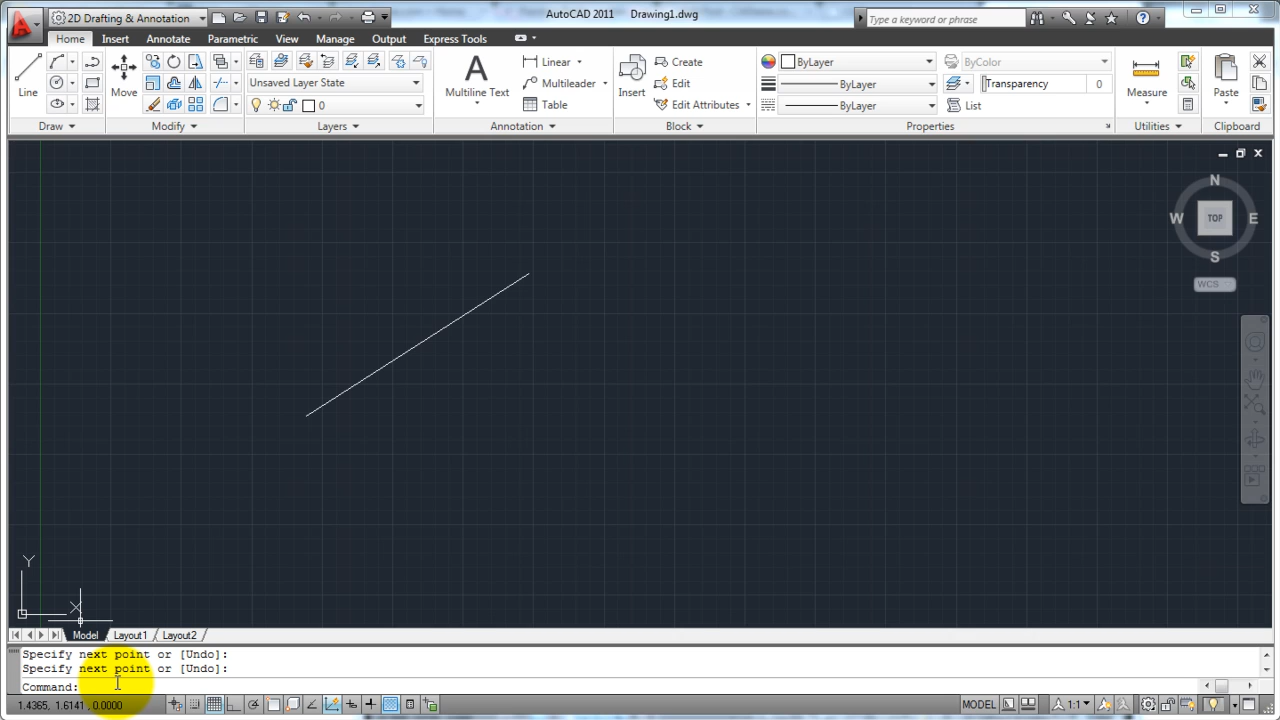 2D Drafting & Annotation
AutoCAD 2011 Drawing1.dwg
Type a keyword or phrase
Home Insert Annotate Parametric View Manage Output Express Tools
Line
Move
Unsaved Layer State
0
Multiline Text
Linear
Multileader
Table
Insert
Create
Edit
Edit Attributes
ByLayer
ByLayer
ByLayer
ByColor
Transparency 0
List
Measure
Paste
Draw Modify Layers Annotation Block Properties Utilities Clipboard
N
W TOP E
S
WCS
Y
X
Model Layout1 Layout2
Specify next point or [Undo]:
Specify next point or [Undo]:
Command:
1.4365, 1.6141, 0.0000
MODEL
1:1